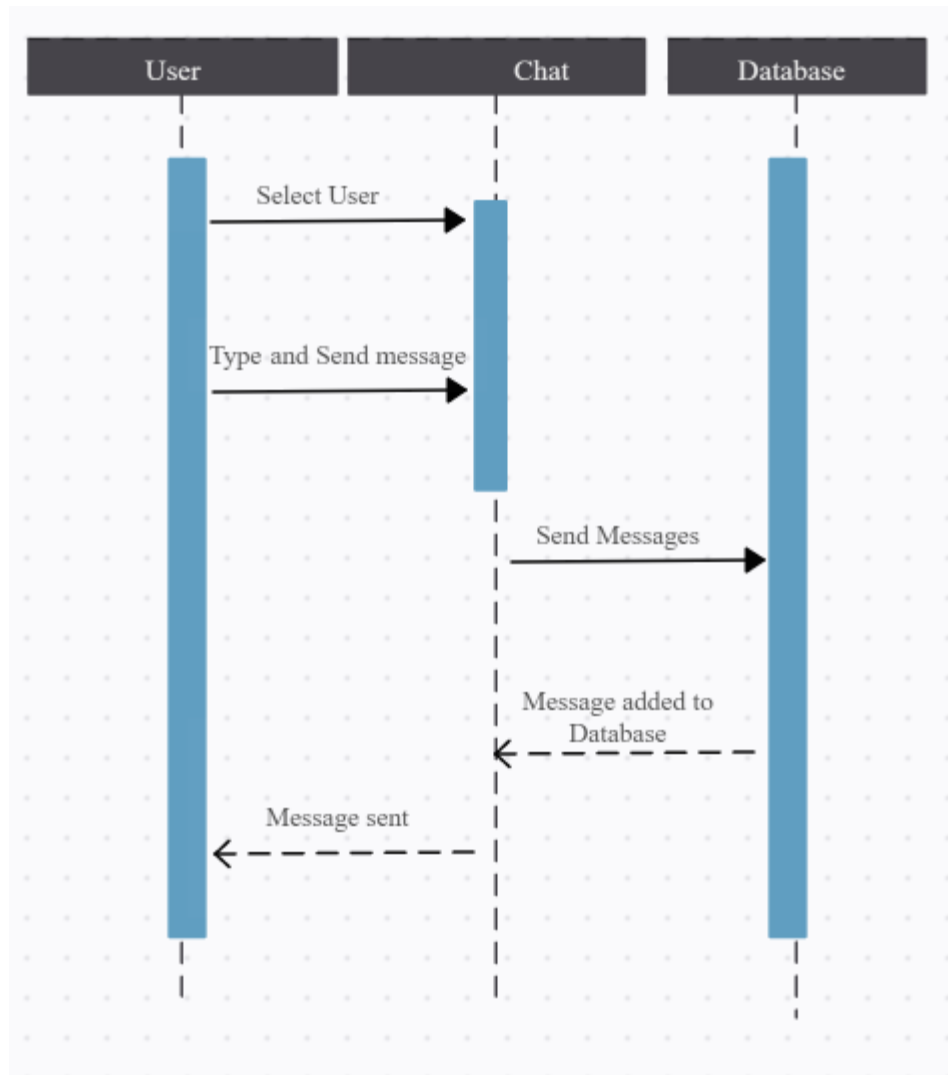 User
Chat
Database
Select User
Type and Send message
Send Messages
Message added to
Database
Message sent